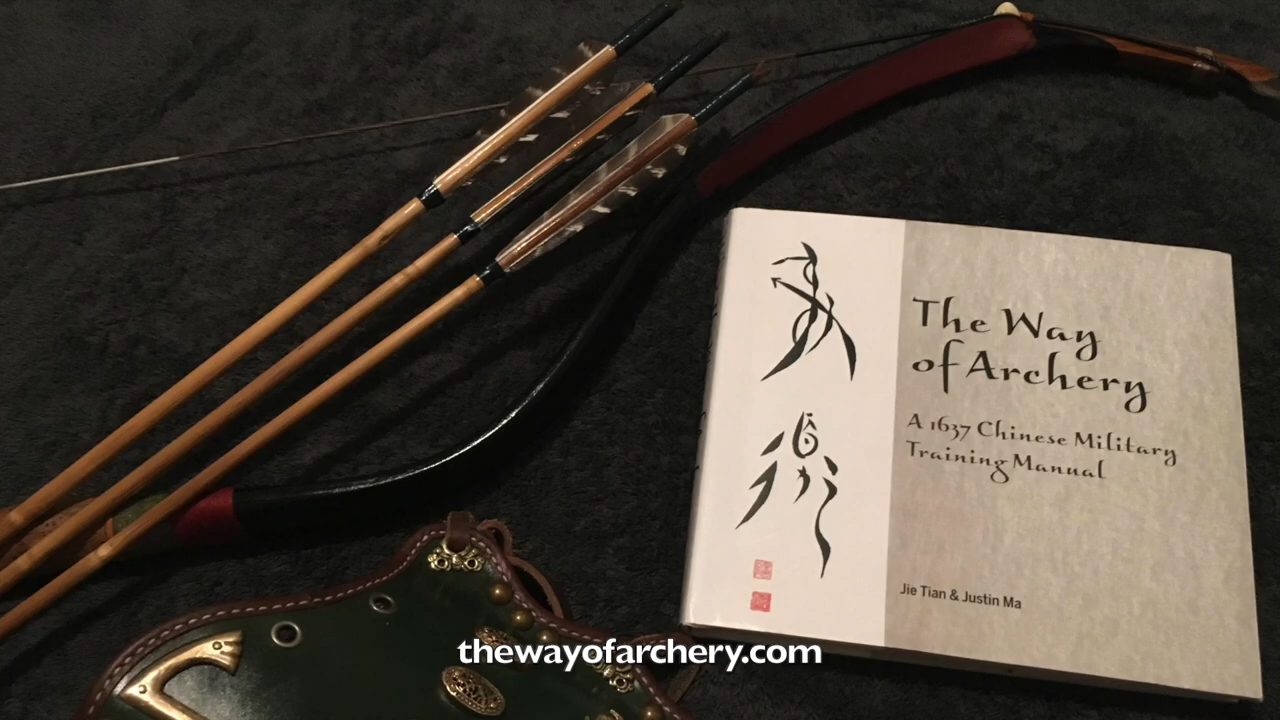 The Way
of Archery
A 1637 Chinese Military
Training Manual
Jie Tian & Justin Ma
thewayofarchery.com